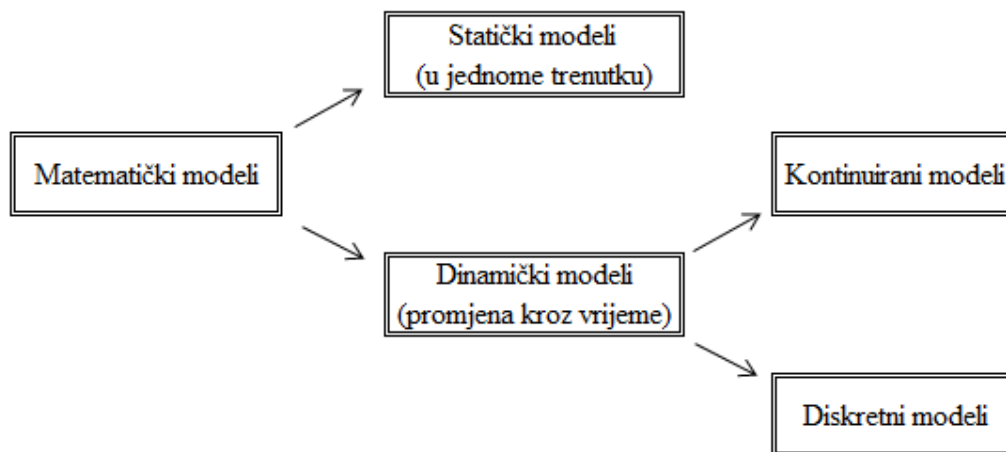 Statički modeli
(u jednome trenutku)
Matematički modeli
Kontinuirani modeli
Dinamički modeli
(promjena kroz vrijeme)
Diskretni modeli